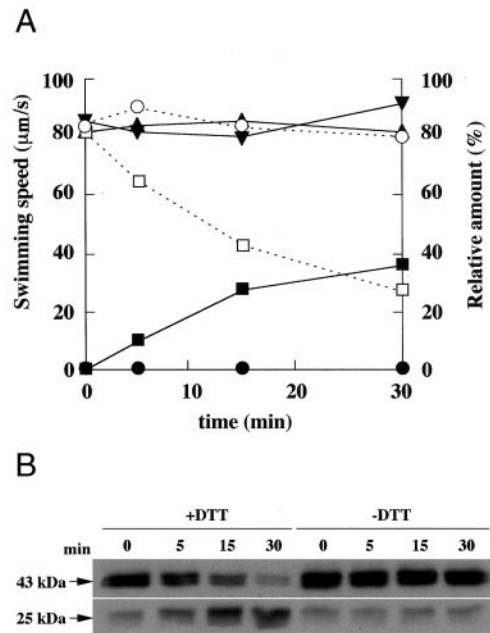 A
Swimming speed (μm/s)
Relative amount (%)
100
80
60
40
20
0
100
80
60
40
20
0
0 10 20 30
time (min)
B
+DTT -DTT
min 0 5 15 30 0 5 15 30
43 kDa
25 kDa